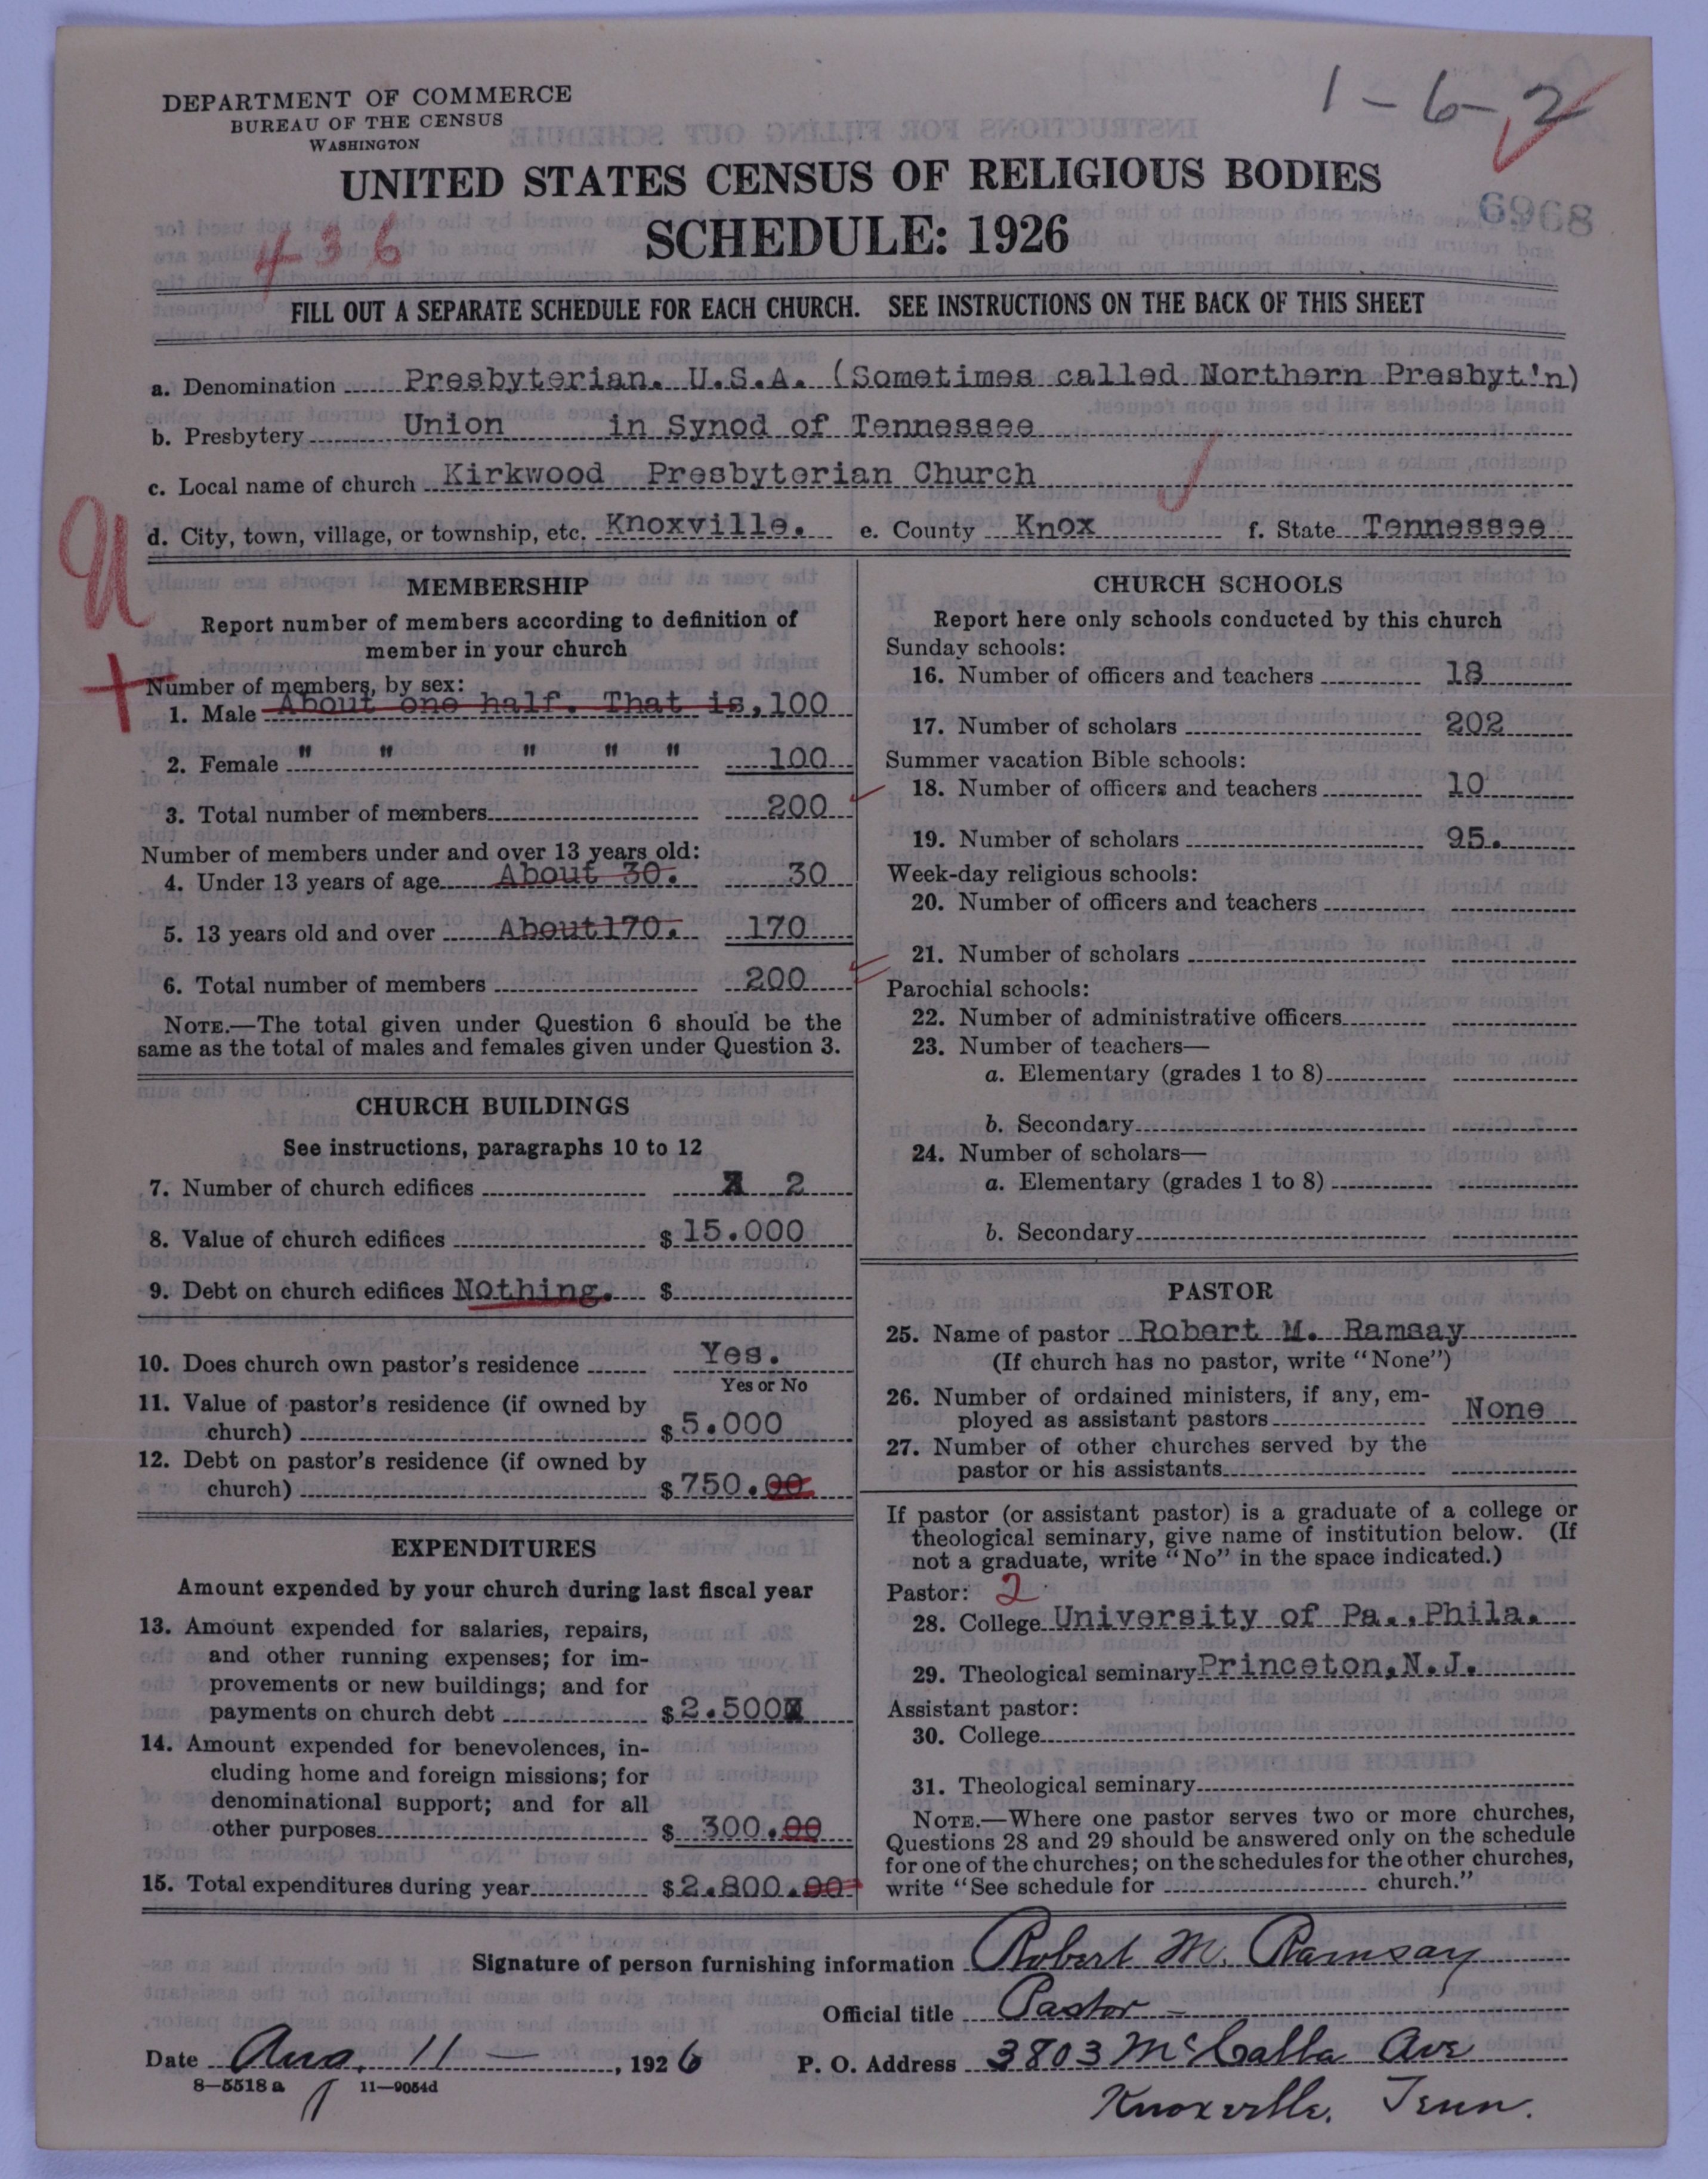 DEPARTMENT OF COMMERCE
BUREAU OF THE CENSUS
WASHINGTON
1-6-2
UNITED STATES CENSUS OF RELIGIOUS BODIES
SCHEDULE: 1926
6968
436
FILL OUT A SEPARATE SCHEDULE FOR EACH CHURCH. SEE INSTRUCTIONS ON THE BACK OF THIS SHEET
a. Denomination Presbyterian. U.S.A. (Sometimes called Northern Presbyt'n)
b. Presbytery Union in Synod of Tennessee
c. Local name of church Kirkwood Presbyterian Church
d. City, town, village, or township, etc. Knoxville. e. County Knox f. State Tennessee
MEMBERSHIP
Report number of members according to definition of
member in your church
Number of members, by sex:
1. Male About one half. That is, 100
2. Female " " " " " 100
3. Total number of members 200
Number of members under and over 13 years old:
4. Under 13 years of age About 30. 30
5. 13 years old and over About 170. 170
6. Total number of members 200
NOTE.—The total given under Question 6 should be the
same as the total of males and females given under Question 3.
CHURCH BUILDINGS
See instructions, paragraphs 10 to 12
7. Number of church edifices 2
8. Value of church edifices $ 15.000
9. Debt on church edifices Nothing. $
10. Does church own pastor's residence Yes.
Yes or No
11. Value of pastor's residence (if owned by
church) $ 5.000
12. Debt on pastor's residence (if owned by
church) $ 750.00
EXPENDITURES
Amount expended by your church during last fiscal year
13. Amount expended for salaries, repairs,
and other running expenses; for im-
provements or new buildings; and for
payments on church debt $ 2.500
14. Amount expended for benevolences, in-
cluding home and foreign missions; for
denominational support; and for all
other purposes $ 300.00
15. Total expenditures during year $ 2.800.00
CHURCH SCHOOLS
Report here only schools conducted by this church
Sunday schools:
16. Number of officers and teachers 18
17. Number of scholars 202
Summer vacation Bible schools:
18. Number of officers and teachers 10
19. Number of scholars 95.
Week-day religious schools:
20. Number of officers and teachers
21. Number of scholars
Parochial schools:
22. Number of administrative officers
23. Number of teachers—
a. Elementary (grades 1 to 8)
b. Secondary
24. Number of scholars—
a. Elementary (grades 1 to 8)
b. Secondary
PASTOR
25. Name of pastor Robert M. Ramsay
(If church has no pastor, write "None")
26. Number of ordained ministers, if any, em-
ployed as assistant pastors None
27. Number of other churches served by the
pastor or his assistants
If pastor (or assistant pastor) is a graduate of a college or
theological seminary, give name of institution below. (If
not a graduate, write "No" in the space indicated.)
Pastor: 2
28. College University of Pa., Phila.
29. Theological seminary Princeton, N.J.
Assistant pastor:
30. College
31. Theological seminary
NOTE.—Where one pastor serves two or more churches,
Questions 28 and 29 should be answered only on the schedule
for one of the churches; on the schedules for the other churches,
write "See schedule for church."
Signature of person furnishing information Robert M. Ramsay
Official title Pastor
Date Aug. 11 —, 1926 P. O. Address 3803 McCalla Ave
8—5518 a 11—9054d
Knoxville. Tenn.